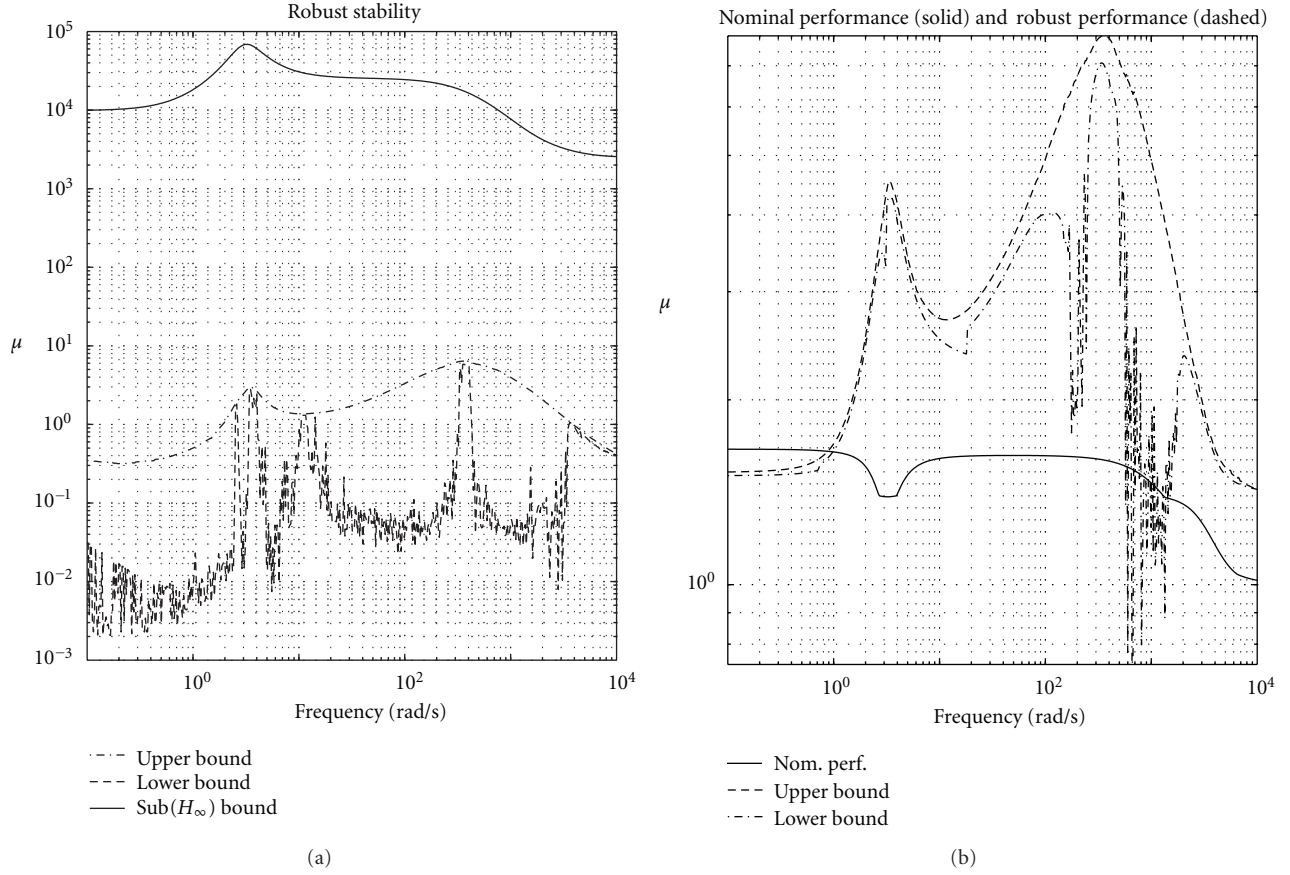 Robust stability
10^5
10^4
10^3
10^2
10^1
10^0
10^−1
10^−2
10^−3
μ
10^0
10^2
10^4
Frequency (rad/s)
Upper bound
Lower bound
Sub(H∞) bound
(a)
Nominal performance (solid) and robust performance (dashed)
μ
10^0
10^0
10^2
10^4
Frequency (rad/s)
Nom. perf.
Upper bound
Lower bound
(b)